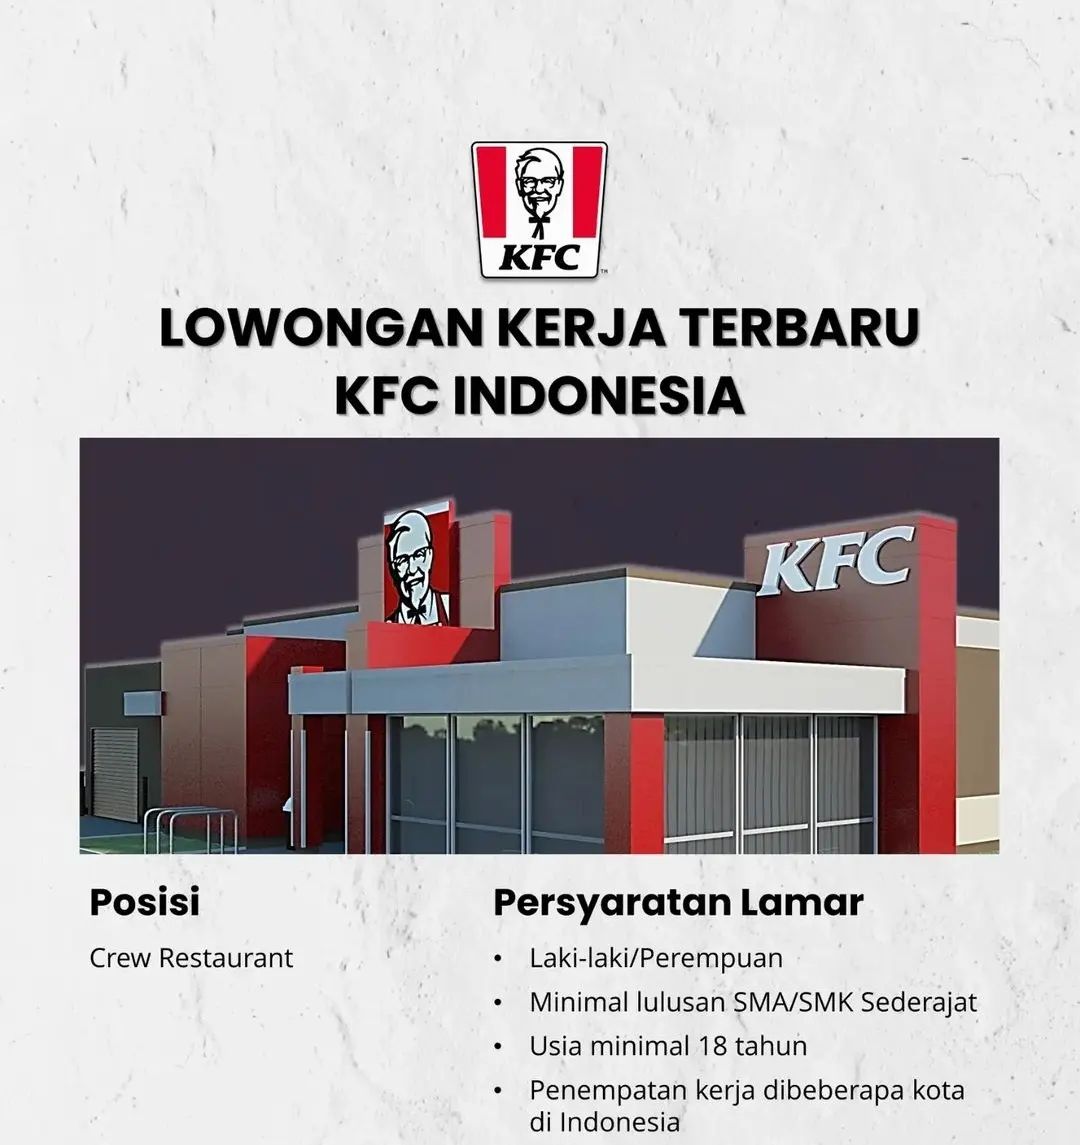 KFC
LOWONGAN KERJA TERBARU
KFC INDONESIA
KFC
Posisi
Crew Restaurant
Persyaratan Lamar
• Laki-laki/Perempuan
• Minimal lulusan SMA/SMK Sederajat
• Usia minimal 18 tahun
• Penempatan kerja dibeberapa kota
di Indonesia